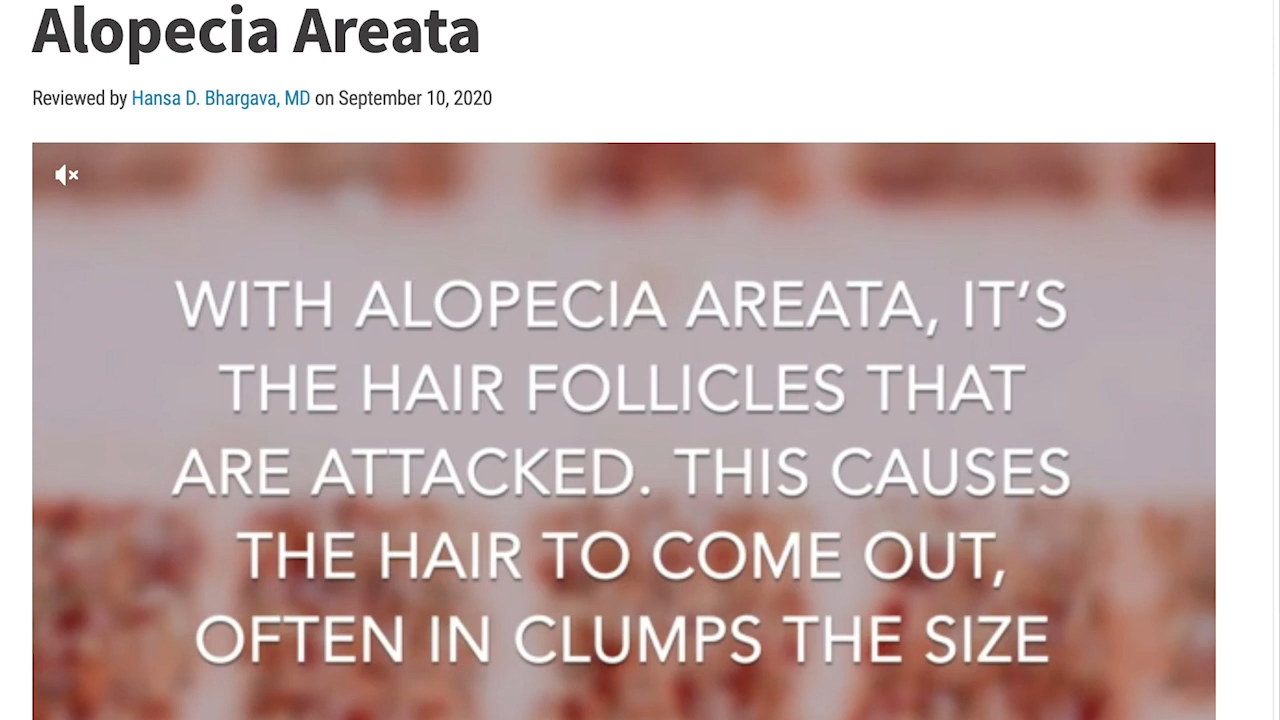 Alopecia Areata
Reviewed by Hansa D. Bhargava, MD on September 10, 2020
WITH ALOPECIA AREATA, IT’S
THE HAIR FOLLICLES THAT
ARE ATTACKED. THIS CAUSES
THE HAIR TO COME OUT,
OFTEN IN CLUMPS THE SIZE